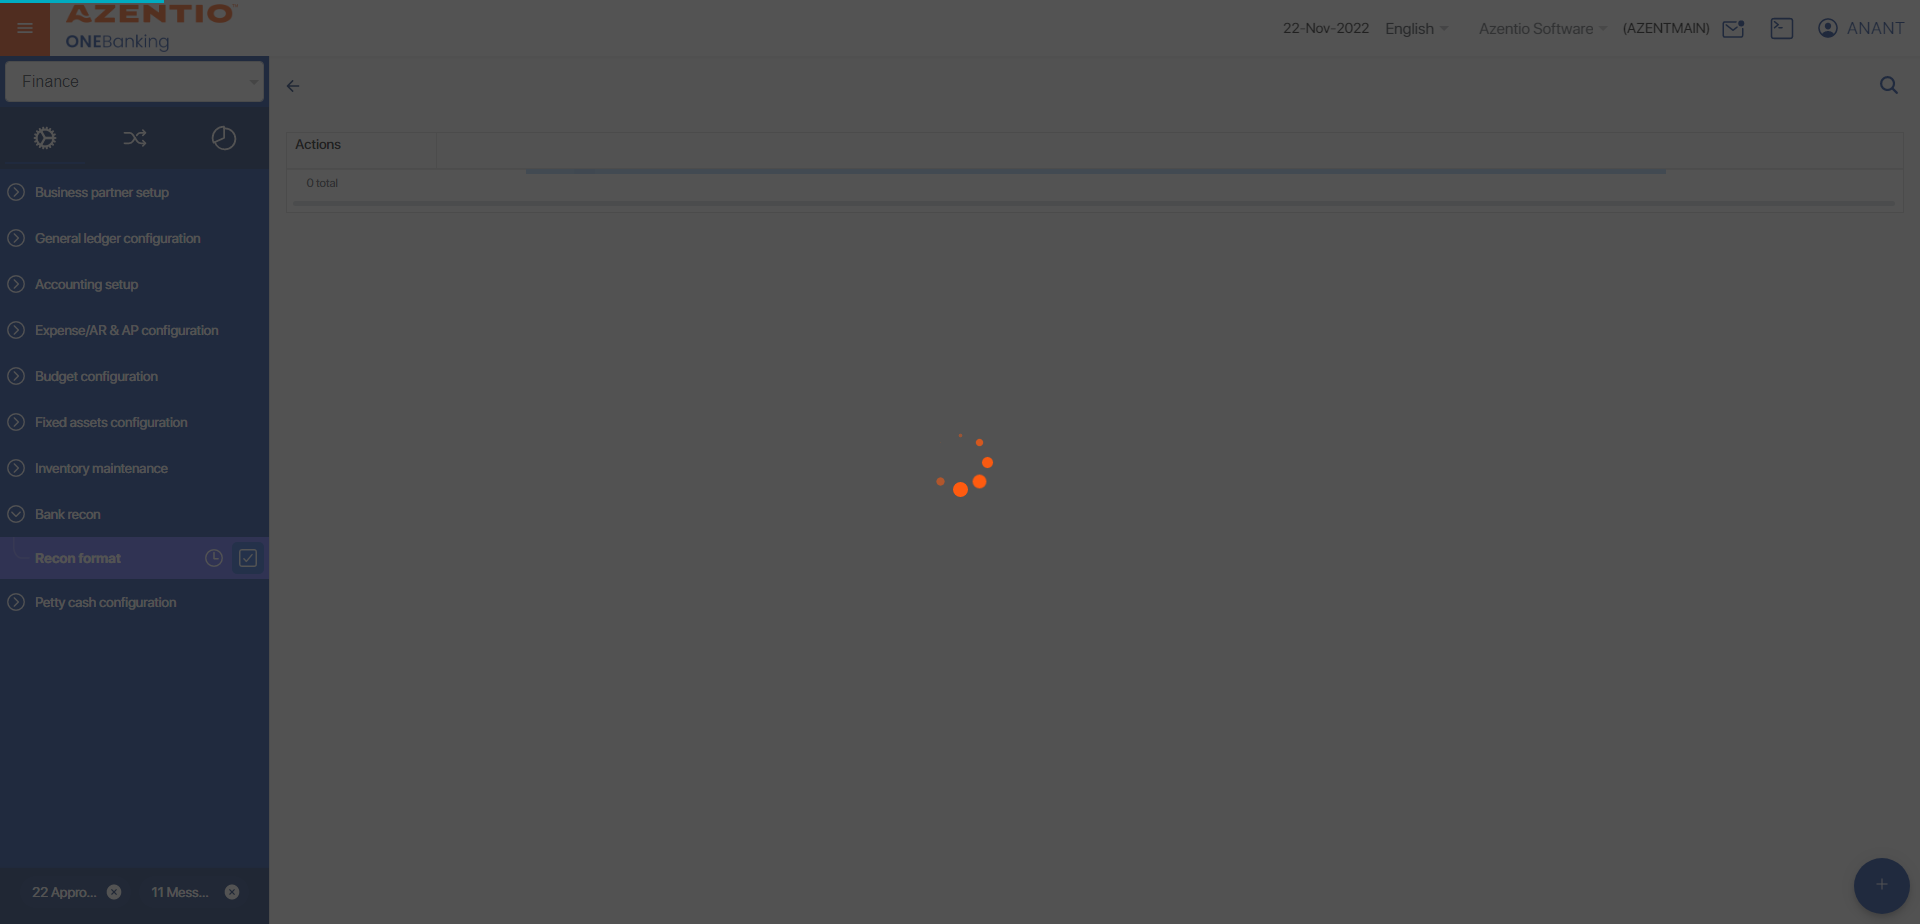 AZENTIO™
ONEBanking
22-Nov-2022 English Azentio Software (AZENTMAIN) ANANT
Finance
Actions
0 total
Business partner setup
General ledger configuration
Accounting setup
Expense/AR & AP configuration
Budget configuration
Fixed assets configuration
Inventory maintenance
Bank recon
Recon format
Petty cash configuration
22 Appro... 11 Mess...